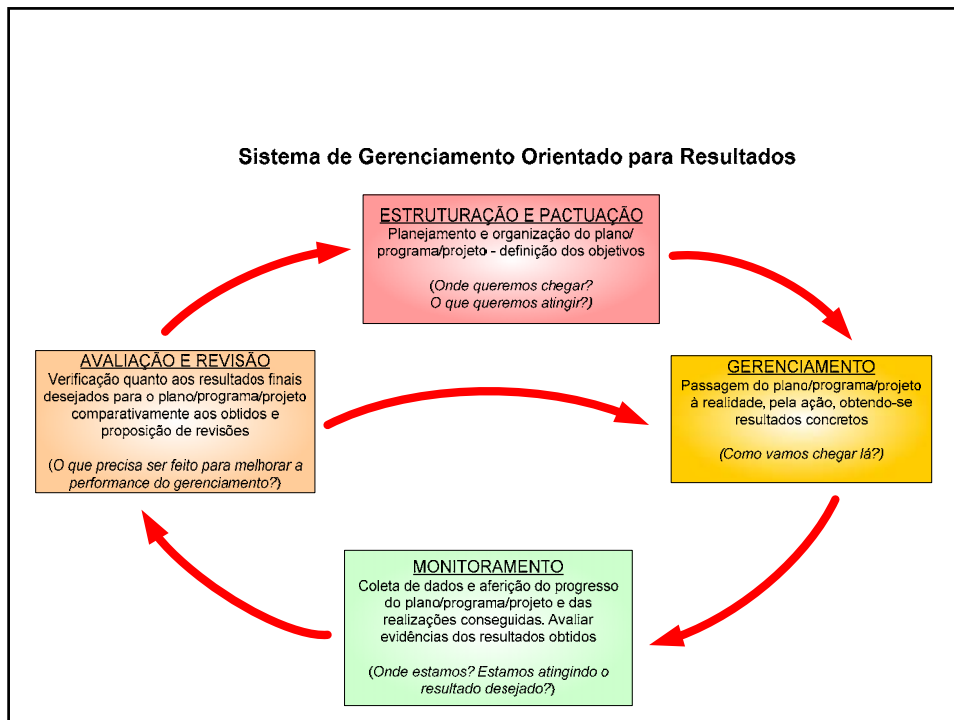 Sistema de Gerenciamento Orientado para Resultados
ESTRUTURAÇÃO E PACTUAÇÃO
Planejamento e organização do plano/
programa/projeto - definição dos objetivos
(Onde queremos chegar?
O que queremos atingir?)
AVALIAÇÃO E REVISÃO
Verificação quanto aos resultados finais
desejados para o plano/programa/projeto
comparativamente aos obtidos e
proposição de revisões
(O que precisa ser feito para melhorar a
performance do gerenciamento?)
GERENCIAMENTO
Passagem do plano/programa/projeto
à realidade, pela ação, obtendo-se
resultados concretos
(Como vamos chegar lá?)
MONITORAMENTO
Coleta de dados e aferição do progresso
do plano/programa/projeto e das
realizações conseguidas. Avaliar
evidências dos resultados obtidos
(Onde estamos? Estamos atingindo o
resultado desejado?)